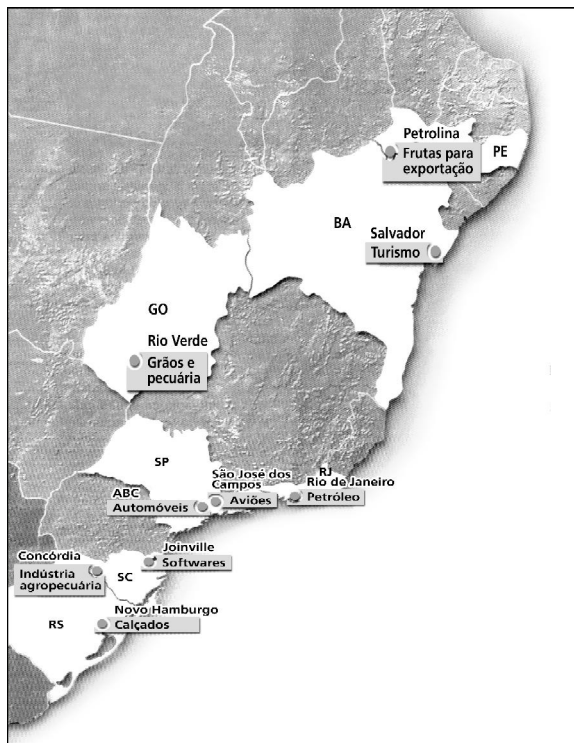 Petrolina
Frutas para
exportação
PE
BA
Salvador
Turismo
GO
Rio Verde
Grãos e
pecuária
SP
São José dos
Campos
Aviões
RJ
Rio de Janeiro
Petróleo
ABC
Automóveis
Joinville
Softwares
Concórdia
Indústria
agropecuária
SC
Novo Hamburgo
Calçados
RS